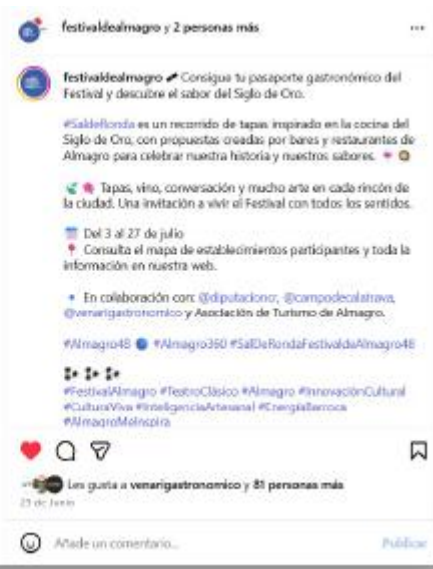 festivaldealmagro y 2 personas más
festivaldealmagro Consigue tu pasaporte gastronómico del
Festival y descubre el sabor del Siglo de Oro.
#SaldeRonda es un recorrido de tapas inspirado en la cocina del
Siglo de Oro, con propuestas creadas por bares y restaurantes de
Almagro para celebrar nuestra historia y nuestros sabores.
Tapas, vino, conversación y mucho arte en cada rincón de
la ciudad. Una invitación a vivir el Festival con todos los sentidos.
Del 3 al 27 de julio
Consulta el mapa de establecimientos participantes y toda la
información en nuestra web.
En colaboración con: @diputacioncr, @campodecalatrava,
@venarigastronomico y Asociación de Turismo de Almagro.
#Almagro48 #Almagro360 #SalDeRondaFestivaldeAlmagro48
#FestivalAlmagro #TeatroClásico #Almagro #InnovaciónCultural
#CulturaViva #InteligenciaArtesanal #EnergíaBarroca
#AlmagroMeInspira
Les gusta a venarigastronomico y 81 personas más
25 de junio
Añade un comentario...
Publicar